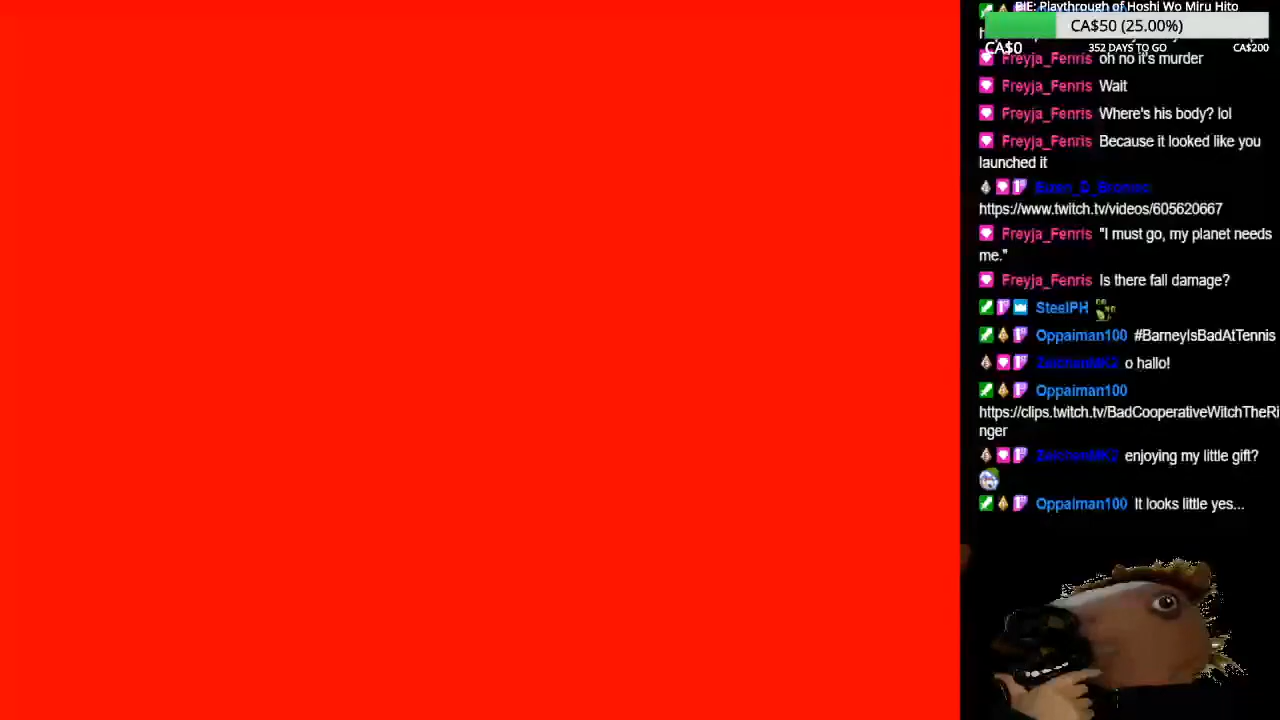 BIE: Playthrough of Hoshi Wo Miru Hito
CA$50 (25.00%)
CA$0 352 DAYS TO GO CA$200
Freyja_Fenris oh no it's murder
Freyja_Fenris Wait
Freyja_Fenris Where's his body? lol
Freyja_Fenris Because it looked like you
launched it
https://www.twitch.tv/videos/605620667
Freyja_Fenris "I must go, my planet needs
me."
Freyja_Fenris Is there fall damage?
SteelPH
Oppaiman100 #BarneyIsBadAtTennis
ZeichenMK2 o hallo!
Oppaiman100
https://clips.twitch.tv/BadCooperativeWitchTheRi
nger
ZeichenMK2 enjoying my little gift?
Oppaiman100 It looks little yes...